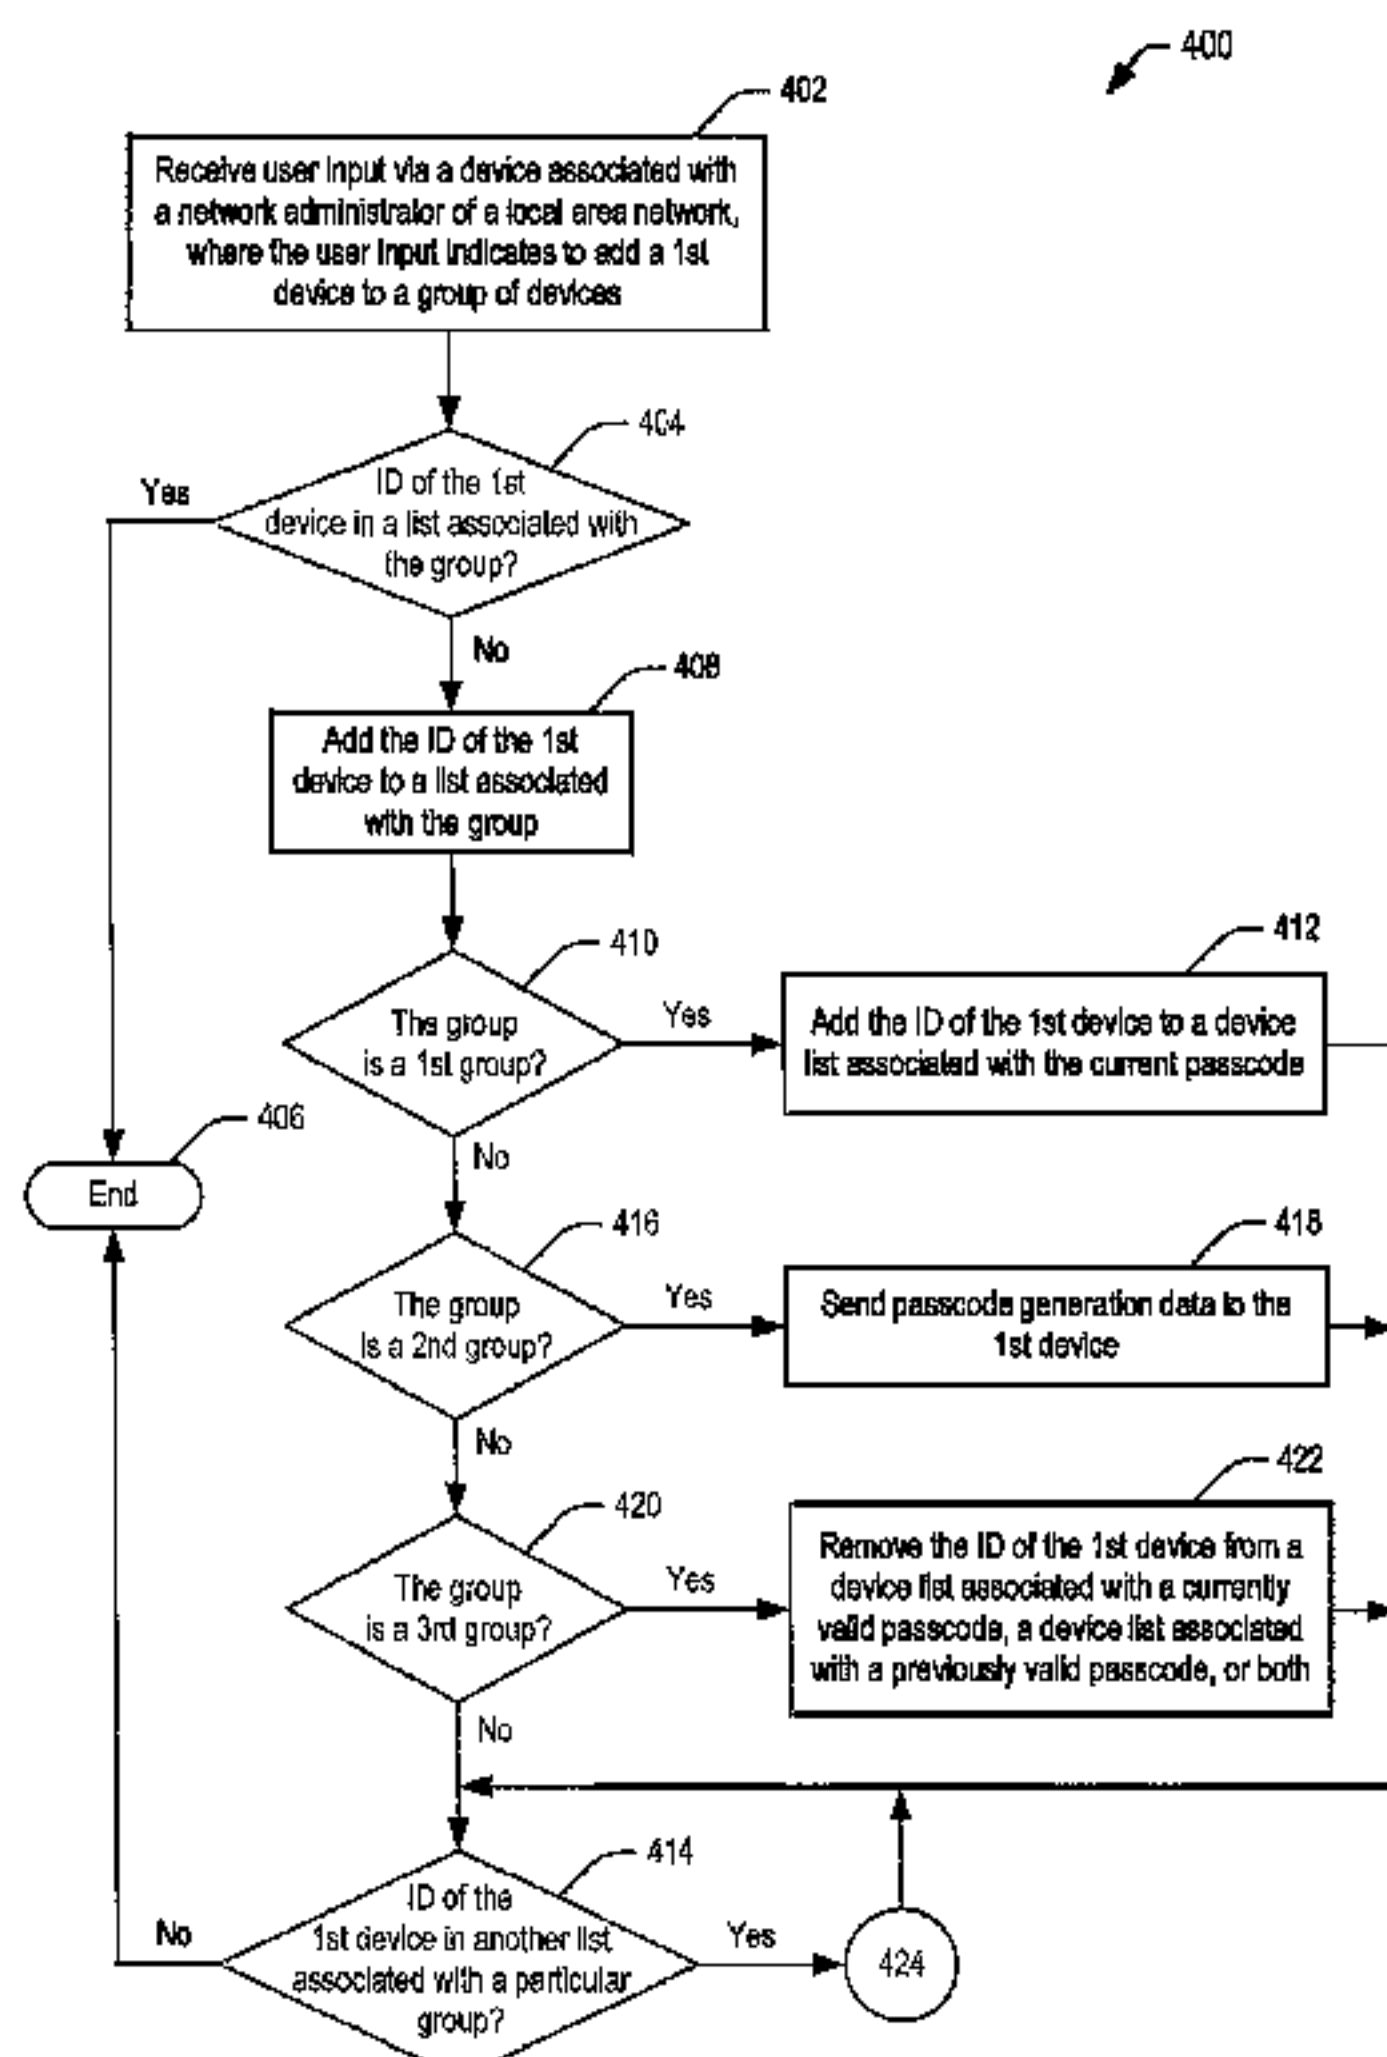 400
402
Receive user input via a device associated with
a network administrator of a local area network,
where the user input indicates to add a 1st
device to a group of devices
404
Yes
ID of the 1st
device in a list associated with
the group?
No
408
Add the ID of the 1st
device to a list associated
with the group
410
412
The group
is a 1st group?
Yes
Add the ID of the 1st device to a device
list associated with the current passcode
406
No
End
416
418
The group
is a 2nd group?
Yes
Send passcode generation data to the
1st device
No
420
422
The group
is a 3rd group?
Yes
Remove the ID of the 1st device from a
device list associated with a currently
valid passcode, a device list associated
with a previously valid passcode, or both
No
414
No
ID of the
1st device in another list
associated with a particular
group?
Yes
424